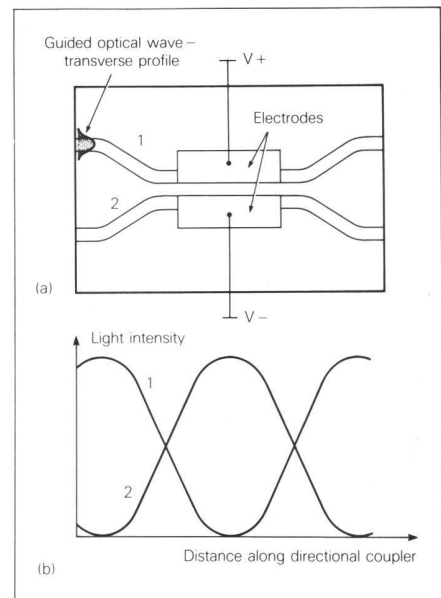 Guided optical wave –
transverse profile
V+
1
Electrodes
2
V–
(a)
Light intensity
1
2
Distance along directional coupler
(b)